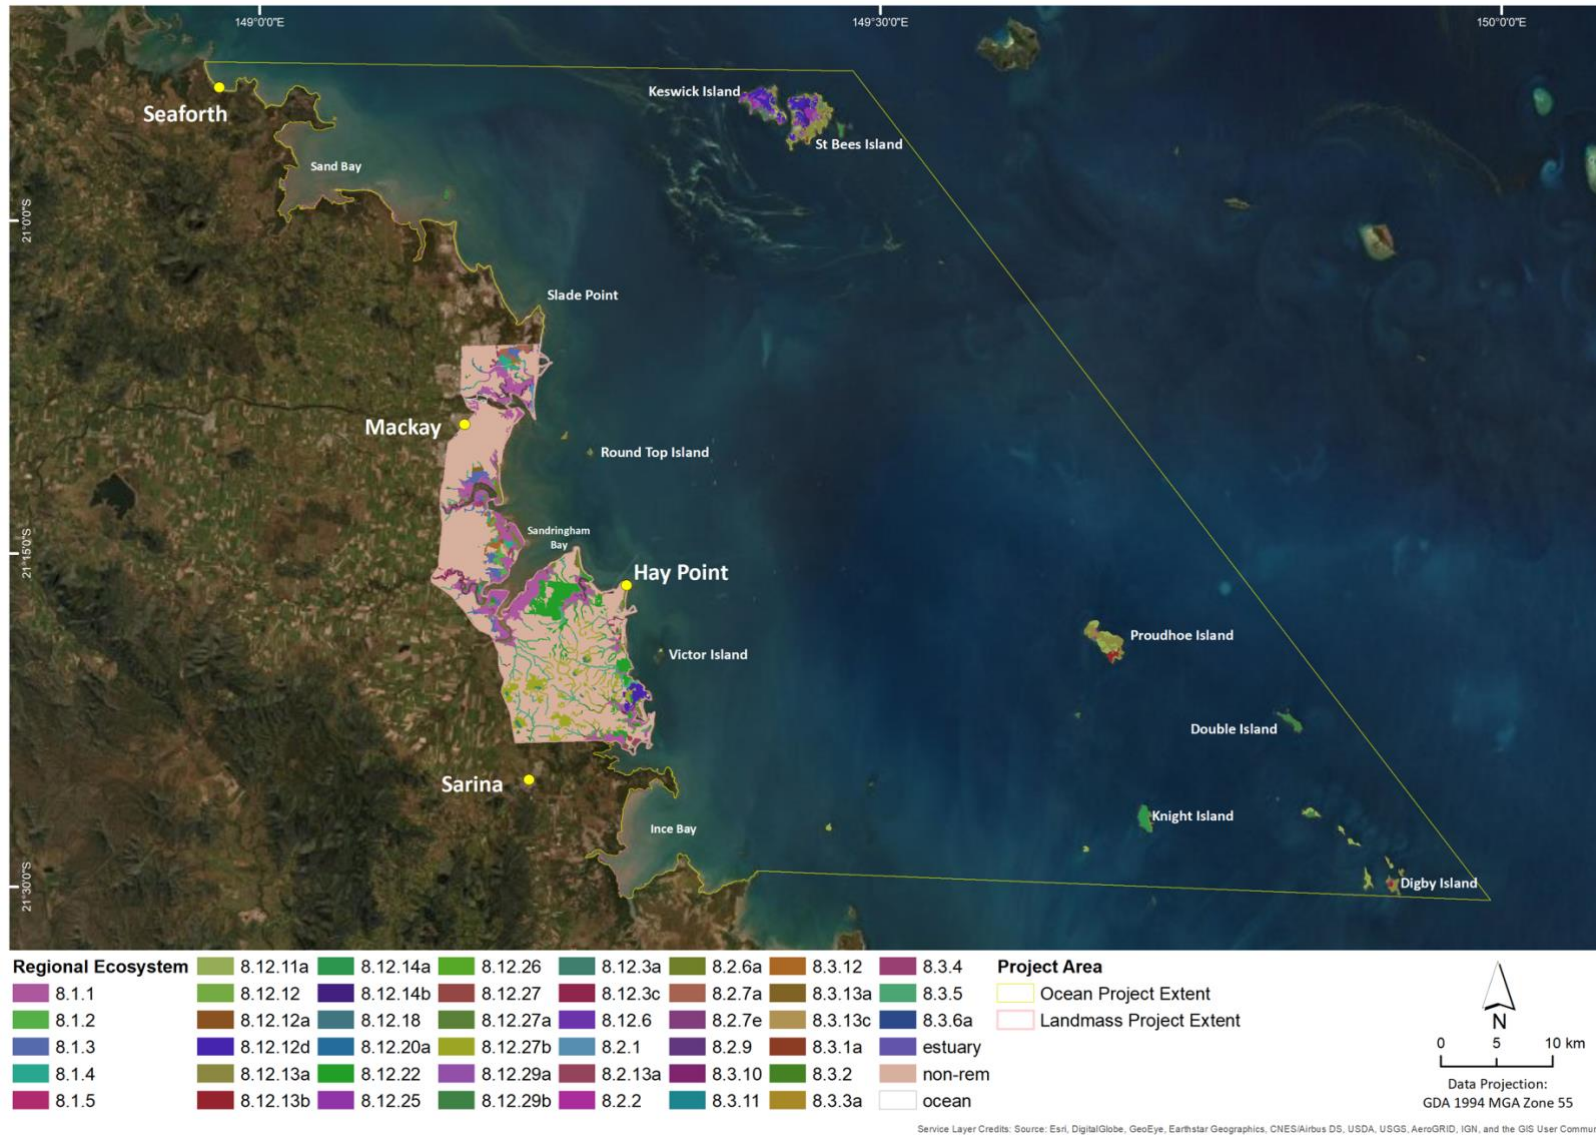 149°0'0"E
149°30'0"E
150°0'0"E
Seaforth
Keswick Island
St Bees Island
Sand Bay
21°0'0"S
Slade Point
Mackay
Round Top Island
Sandringham
Bay
21°15'0"S
Hay Point
Proudhoe Island
Victor Island
Double Island
Sarina
Knight Island
Ince Bay
21°30'0"S
Digby Island
Regional Ecosystem
8.1.1
8.1.2
8.1.3
8.1.4
8.1.5
8.12.11a
8.12.12
8.12.12a
8.12.12d
8.12.13a
8.12.13b
8.12.14a
8.12.14b
8.12.18
8.12.20a
8.12.22
8.12.25
8.12.26
8.12.27
8.12.27a
8.12.27b
8.12.29a
8.12.29b
8.12.3a
8.12.3c
8.12.6
8.2.1
8.2.13a
8.2.2
8.2.6a
8.2.7a
8.2.7e
8.2.9
8.3.10
8.3.11
8.3.12
8.3.13a
8.3.13c
8.3.1a
8.3.2
8.3.3a
8.3.4
8.3.5
8.3.6a
estuary
non-rem
ocean
Project Area
Ocean Project Extent
Landmass Project Extent
N
0 5 10 km
Data Projection:
GDA 1994 MGA Zone 55
Service Layer Credits: Source: Esri, DigitalGlobe, GeoEye, Earthstar Geographics, CNES/Airbus DS, USDA, USGS, AeroGRID, IGN, and the GIS User Commun